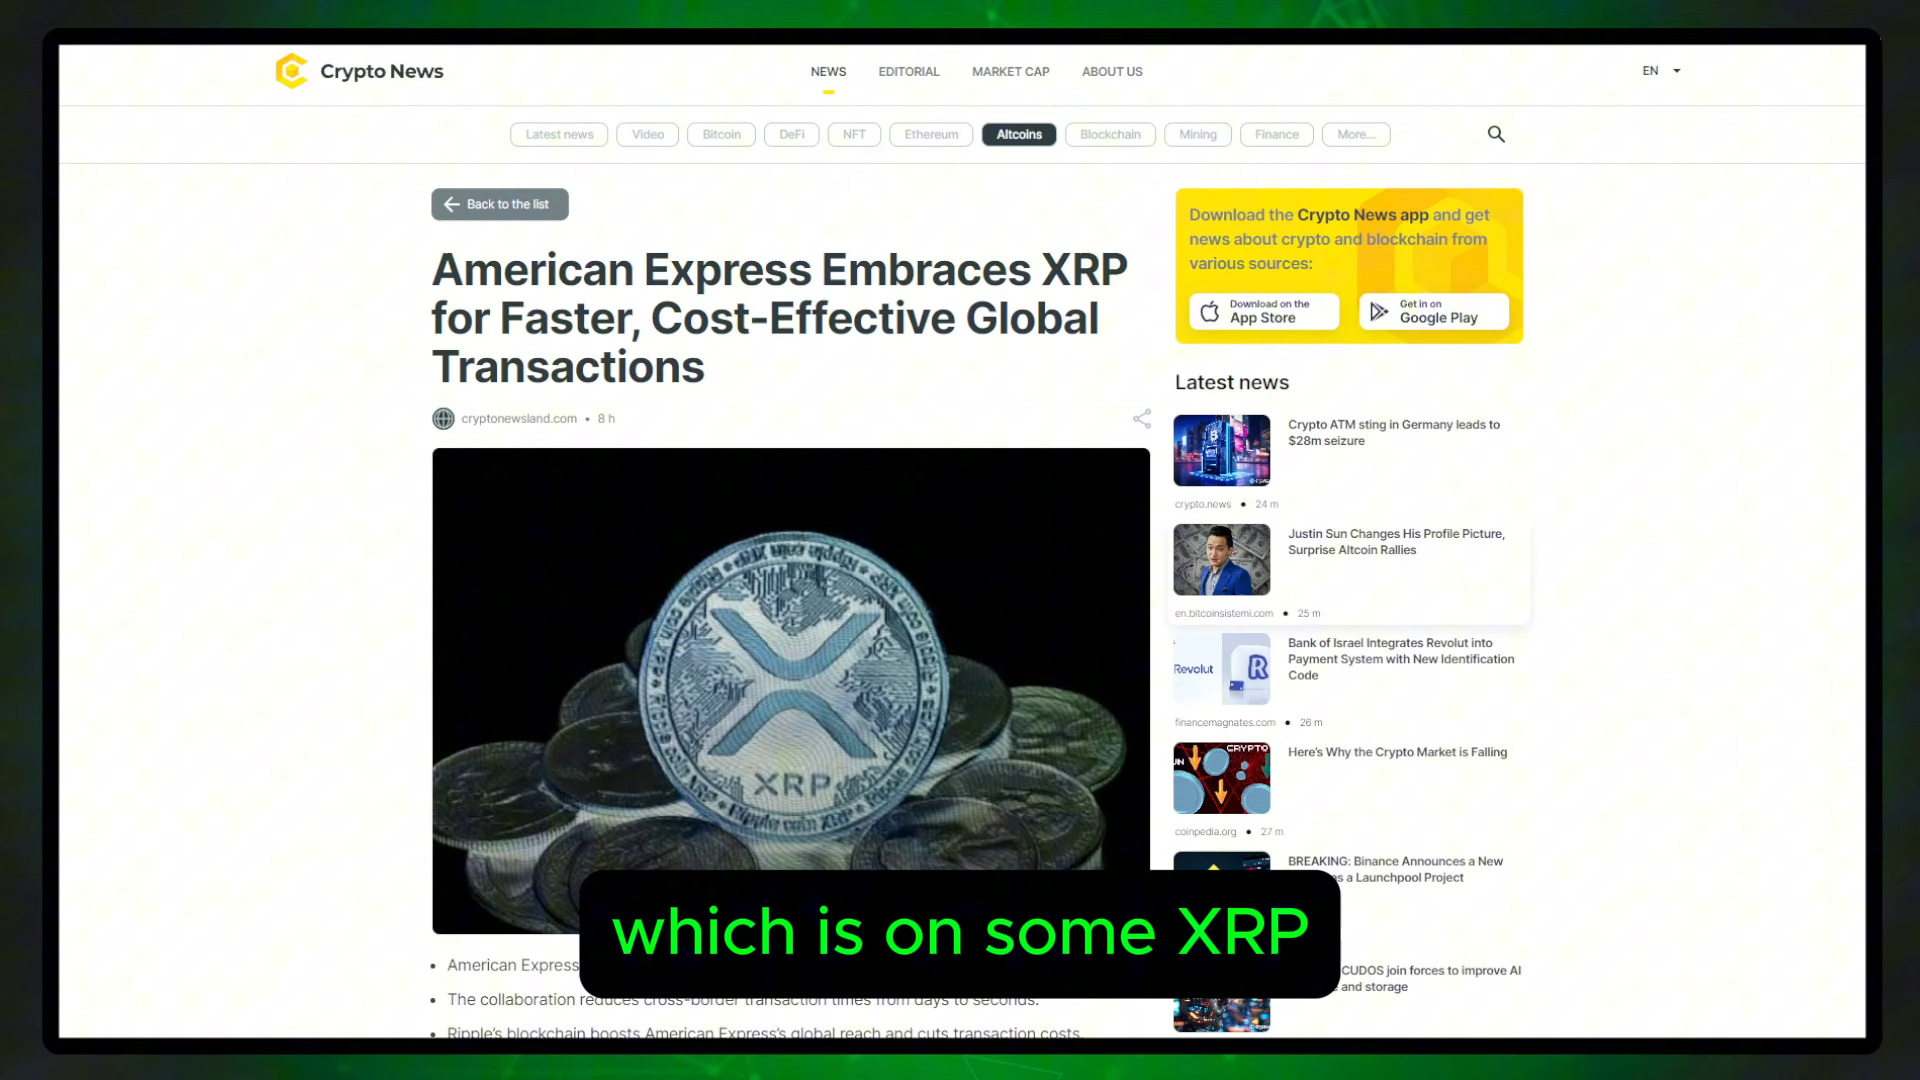 Crypto News
NEWS
EDITORIAL
MARKET CAP
ABOUT US
EN
Latest news
Video
Bitcoin
DeFi
NFT
Ethereum
Altcoins
Blockchain
Mining
Finance
More...
Back to the list
American Express Embraces XRP
for Faster, Cost-Effective Global
Transactions
cryptonewsland.com • 8 h
XRP
American Express
The collaboration reduces cross-border transaction times from days to seconds.
Ripple's blockchain boosts American Express's global reach and cuts transaction costs.
which is on some XRP
Download the Crypto News app and get
news about crypto and blockchain from
various sources:
Download on the
App Store
Get in on
Google Play
Latest news
Crypto ATM sting in Germany leads to
$28m seizure
crypto.news • 24 m
Justin Sun Changes His Profile Picture,
Surprise Altcoin Rallies
en.bitcoinsistemi.com • 25 m
Revolut
R
Bank of Israel Integrates Revolut into
Payment System with New Identification
Code
financemagnates.com • 26 m
CRYPTO
Here's Why the Crypto Market is Falling
coinpedia.org • 27 m
BREAKING: Binance Announces a New
as a Launchpool Project
CUDOS join forces to improve AI
and storage